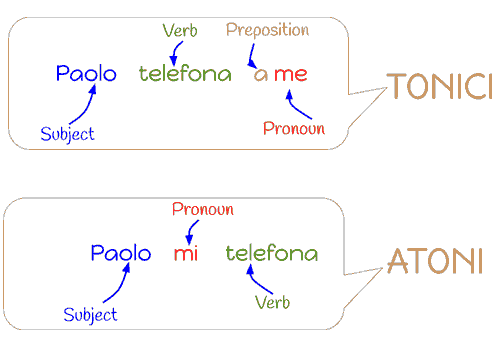 Verb Preposition
Paolo telefona a me
TONICI
Subject
Pronoun
Pronoun
Paolo mi telefona
ATONI
Verb
Subject